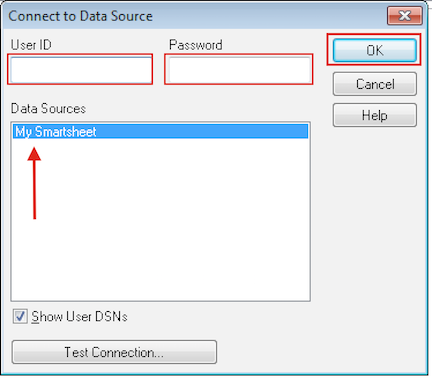 Connect to Data Source
User ID
Password
OK
Cancel
Help
Data Sources
My Smartsheet
Show User DSNs
Test Connection...